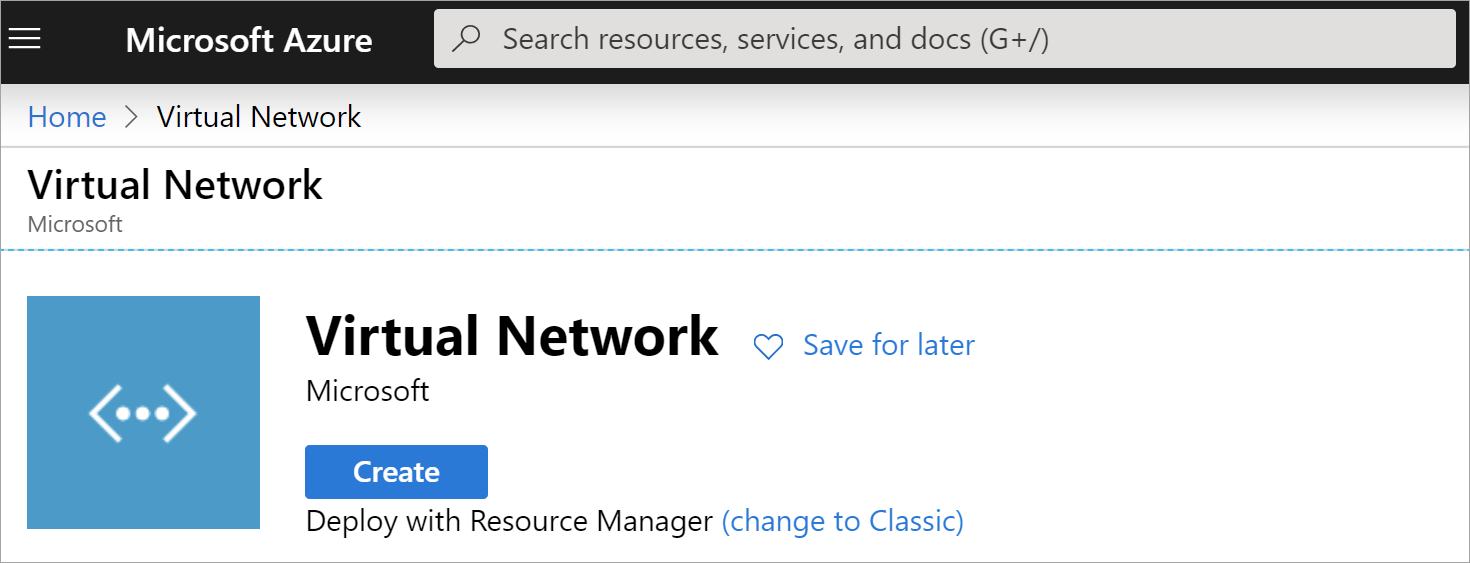 Microsoft Azure
Search resources, services, and docs (G+/)
Home > Virtual Network
Virtual Network
Microsoft
Virtual Network Save for later
Microsoft
Create
Deploy with Resource Manager (change to Classic)